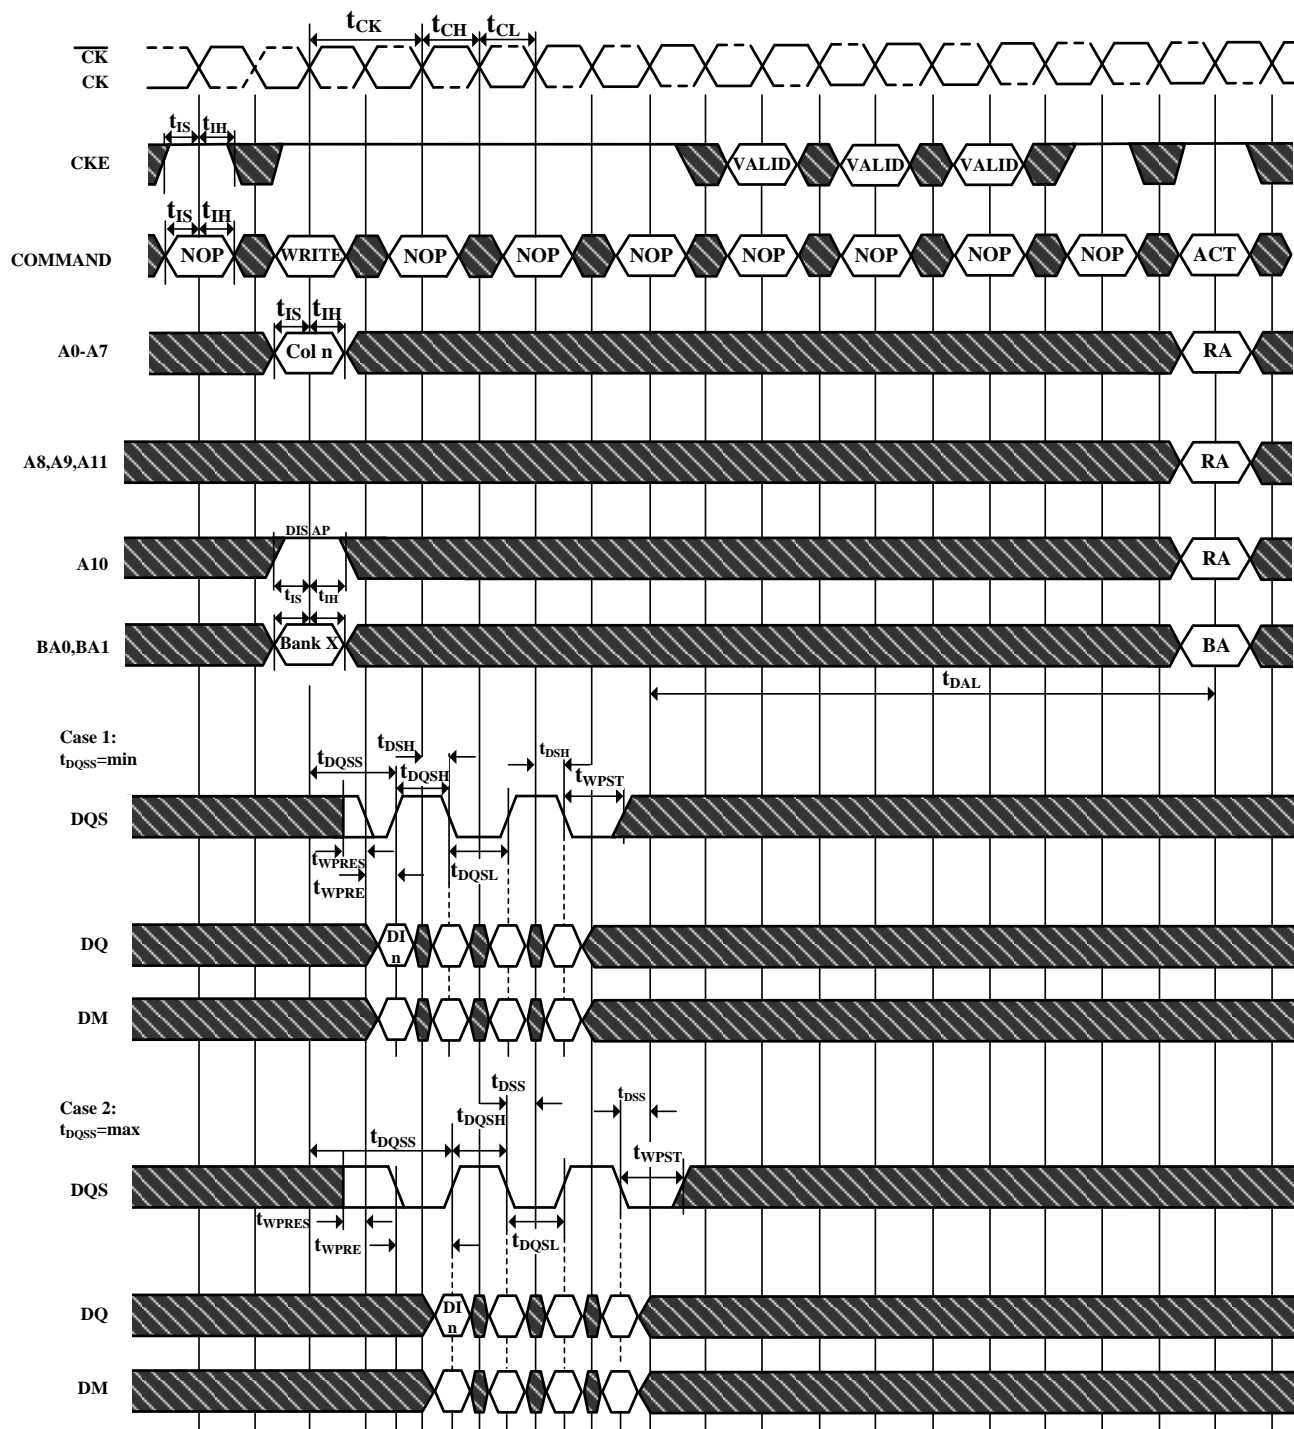 tCK tCH tCL
CK
CK
tIS tIH
CKE VALID VALID VALID
tIS tIH
COMMAND NOP WRITE NOP NOP NOP NOP NOP NOP NOP ACT
tIS tIH
A0-A7 Col n RA
A8,A9,A11 RA
DIS AP
A10 RA
tIS tIH
BA0,BA1 Bank X BA
tDAL
Case 1:
tDQSS=min
tDSH tDSH
tDQSS tDQSH tWPST
DQS
tWPRES tDQSL
tWPRE
DQ DI
n
DM
tDSS tDSS
Case 2:
tDQSS=max
tDQSH
tDQSS tWPST
DQS
tWPRES
tWPRE tDQSL
DQ DI
n
DM